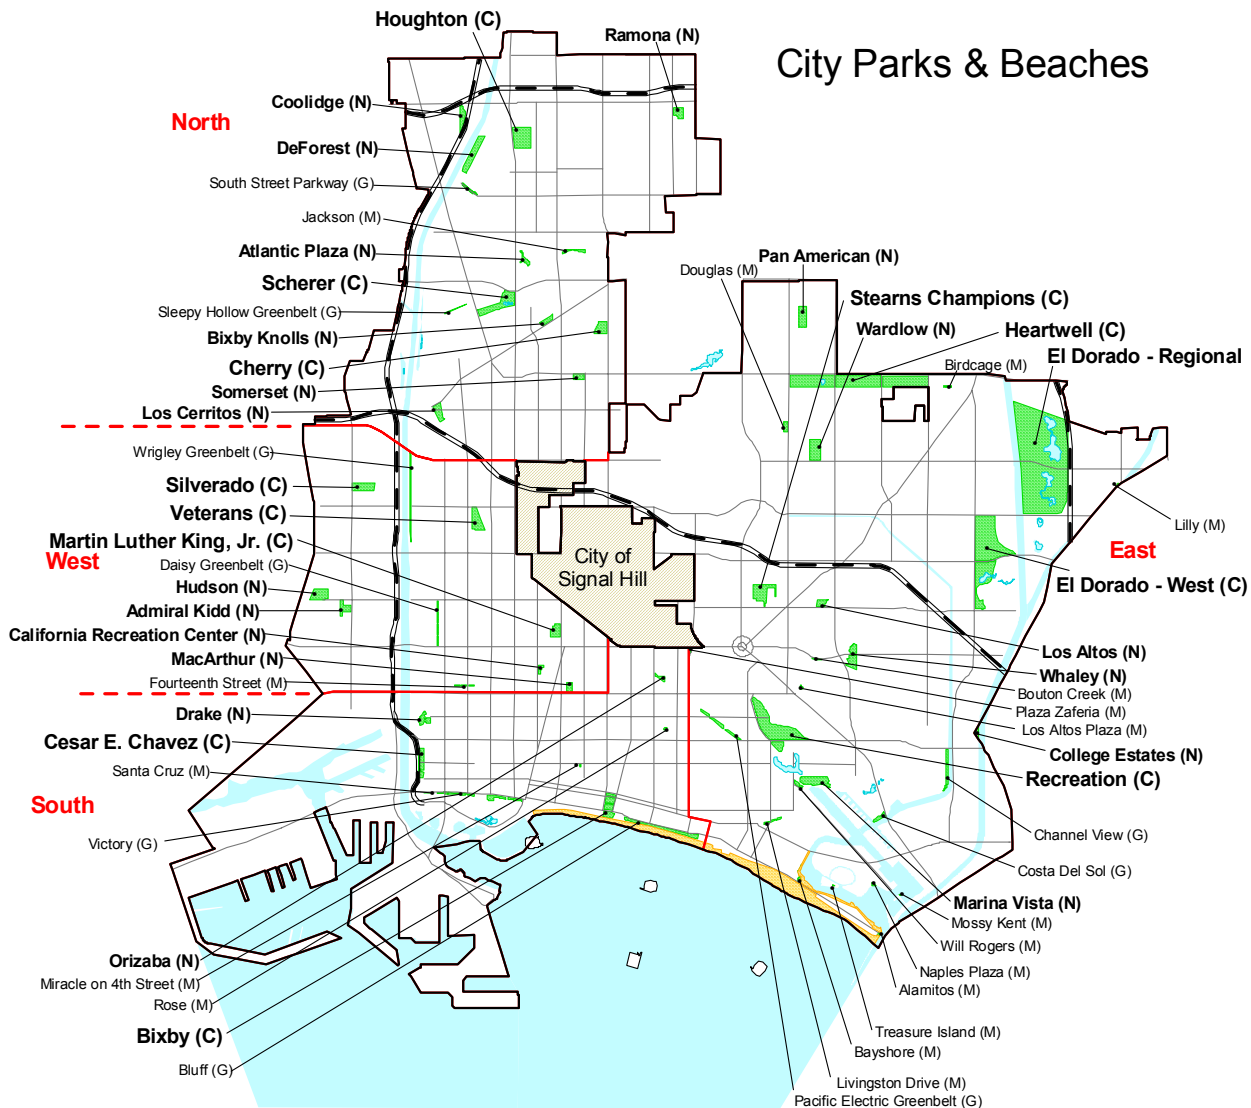 City Parks & Beaches
Houghton (C)
Ramona (N)
Coolidge (N)
North
DeForest (N)
South Street Parkway (G)
Jackson (M)
Atlantic Plaza (N)
Scherer (C)
Sleepy Hollow Greenbelt (G)
Bixby Knolls (N)
Cherry (C)
Somerset (N)
Los Cerritos (N)
Pan American (N)
Douglas (M)
Stearns Champions (C)
Wardlow (N)
Heartwell (C)
El Dorado - Regional
Birdcage (M)
Wrigley Greenbelt (G)
Silverado (C)
Veterans (C)
Martin Luther King, Jr. (C)
West
Daisy Greenbelt (G)
Hudson (N)
Admiral Kidd (N)
California Recreation Center (N)
MacArthur (N)
Fourteenth Street (M)
City of
Signal Hill
Lilly (M)
East
El Dorado - West (C)
Los Altos (N)
Whaley (N)
Bouton Creek (M)
Plaza Zaferia (M)
Los Altos Plaza (M)
College Estates (N)
Recreation (C)
Drake (N)
Cesar E. Chavez (C)
Santa Cruz (M)
South
Victory (G)
Channel View (G)
Costa Del Sol (G)
Marina Vista (N)
Mossy Kent (M)
Will Rogers (M)
Naples Plaza (M)
Alamitos (M)
Orizaba (N)
Miracle on 4th Street (M)
Rose (M)
Bixby (C)
Bluff (G)
Treasure Island (M)
Bayshore (M)
Livingston Drive (M)
Pacific Electric Greenbelt (G)